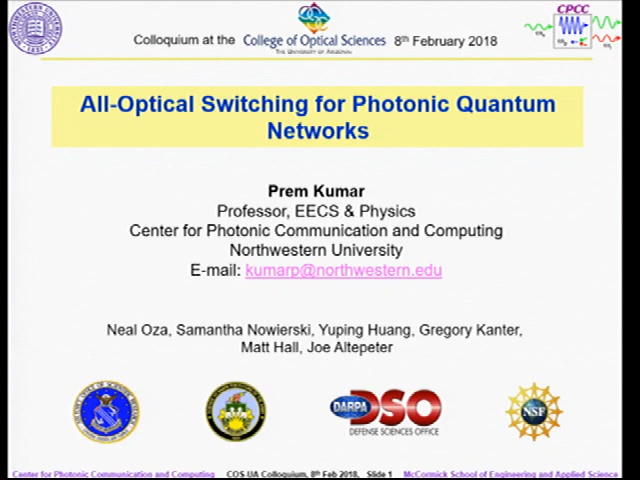 CPCC
Colloquium at the College of Optical Sciences 8th February 2018
THE UNIVERSITY OF ARIZONA
All-Optical Switching for Photonic Quantum
Networks
Prem Kumar
Professor, EECS & Physics
Center for Photonic Communication and Computing
Northwestern University
E-mail: kumarp@northwestern.edu
Neal Oza, Samantha Nowierski, Yuping Huang, Gregory Kanter,
Matt Hall, Joe Altepeter
DARPA DSO
DEFENSE SCIENCES OFFICE
NSF
Center for Photonic Communication and Computing COS-UA Colloquium, 8th Feb 2018, Slide 1 McCormick School of Engineering and Applied Science